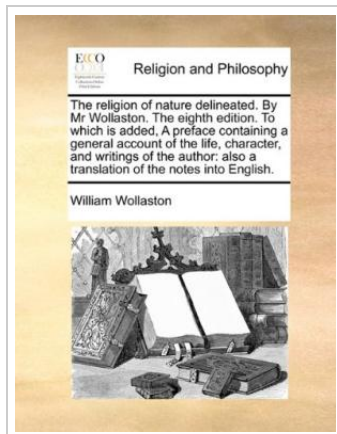 ECCO
Religion and Philosophy
The religion of nature delineated. By
Mr Wollaston. The eighth edition. To
which is added, A preface containing a
general account of the life, character,
and writings of the author: also a
translation of the notes into English.
William Wollaston